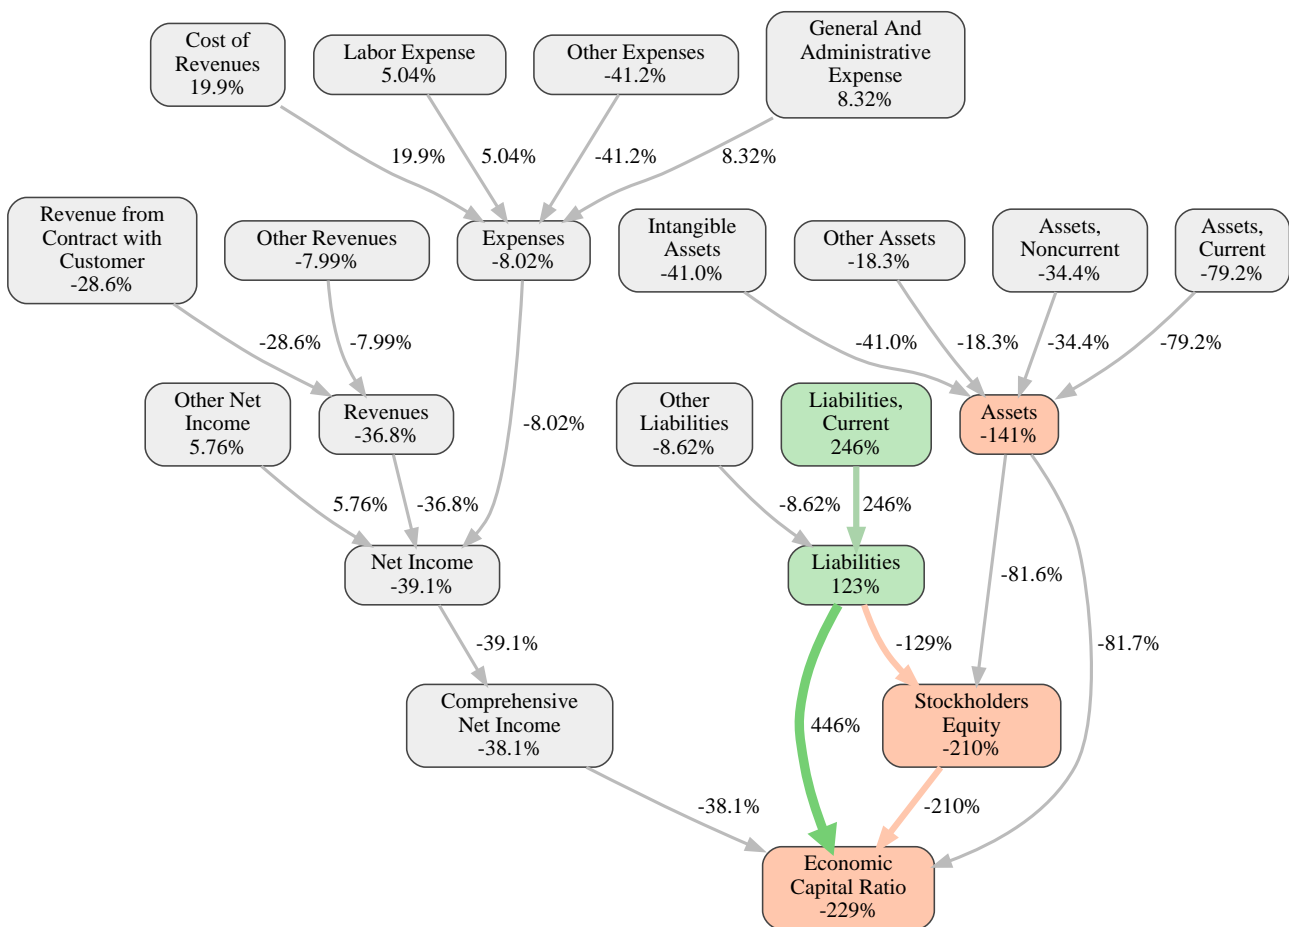 Cost of
Revenues
19.9%
Labor Expense
5.04%
Other Expenses
-41.2%
General And
Administrative
Expense
8.32%
19.9%
5.04%
-41.2%
8.32%
Revenue from
Contract with
Customer
-28.6%
Other Revenues
-7.99%
Expenses
-8.02%
Intangible
Assets
-41.0%
Other Assets
-18.3%
Assets,
Noncurrent
-34.4%
Assets,
Current
-79.2%
-28.6%
-7.99%
-41.0%
-18.3%
-34.4%
-79.2%
Other Net
Income
5.76%
Revenues
-36.8%
-8.02%
Other
Liabilities
-8.62%
Liabilities,
Current
246%
Assets
-141%
5.76%
-36.8%
-8.62%
246%
Net Income
-39.1%
Liabilities
123%
-81.6%
-39.1%
-129%
-81.7%
Comprehensive
Net Income
-38.1%
446%
Stockholders
Equity
-210%
-38.1%
-210%
Economic
Capital Ratio
-229%